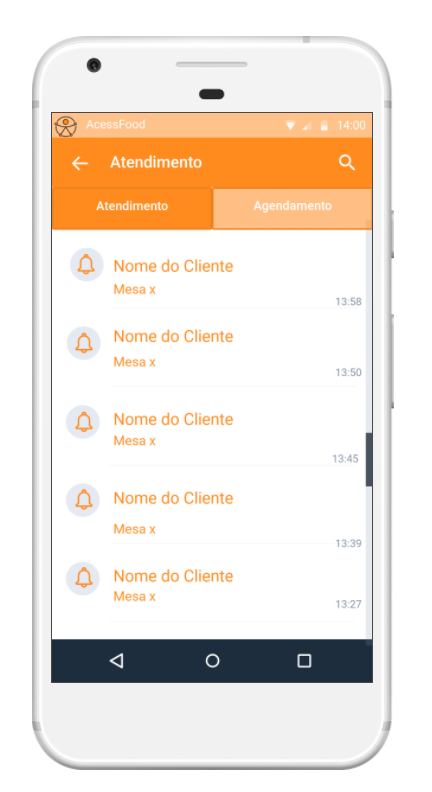 AcessFood 14:00
Atendimento
Atendimento Agendamento
Nome do Cliente
Mesa x
13:58
Nome do Cliente
Mesa x
13:50
Nome do Cliente
Mesa x
13:45
Nome do Cliente
Mesa x
13:39
Nome do Cliente
Mesa x
13:27